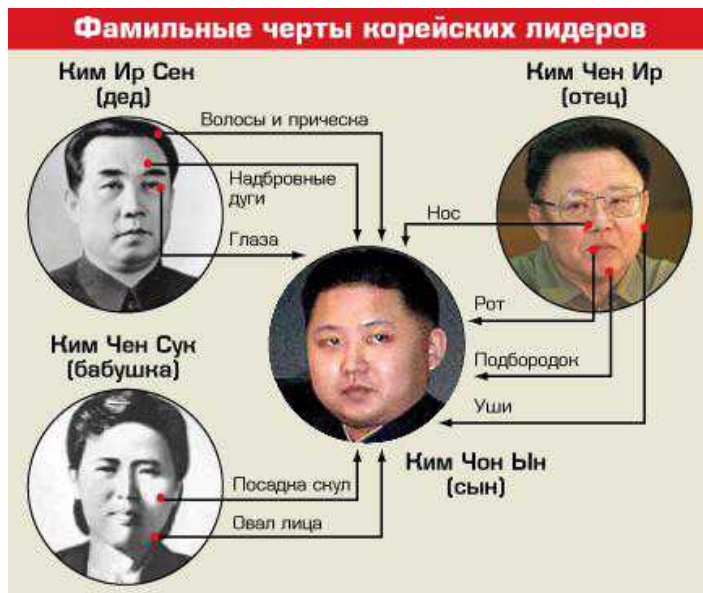 Фамильные черты корейских лидеров
Ким Ир Сен
(дед)
Ким Чен Ир
(отец)
Волосы и прическа
Надбровные
дуги
Глаза
Нос
Рот
Подбородок
Уши
Ким Чен Сук
(бабушка)
Ким Чон Ын
(сын)
Посадка скул
Овал лица